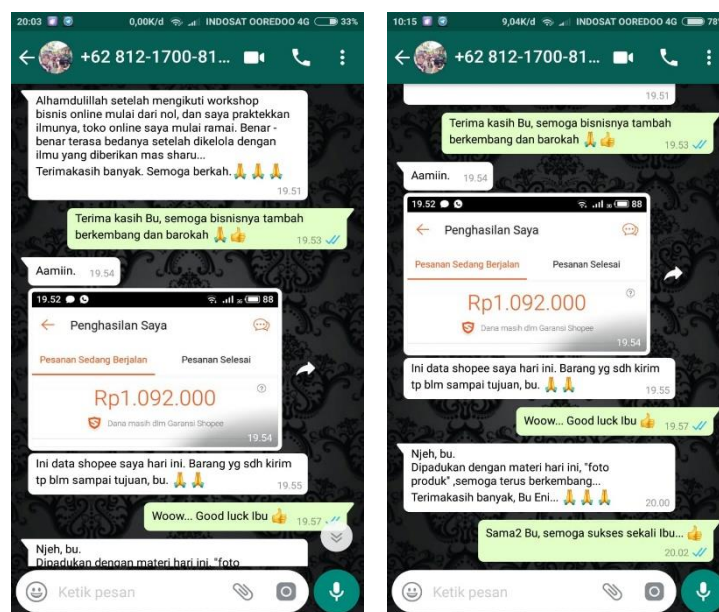 20:03 0,00K/d INDOSAT OOREDOO 4G 33%
+62 812-1700-81...
Alhamdulillah setelah mengikuti workshop
bisnis online mulai dari nol, dan saya praktekkan
ilmunya, toko online saya mulai ramai. Benar -
benar terasa bedanya setelah dikelola dengan
ilmu yang diberikan mas sharu...
Terimakasih banyak. Semoga berkah.
19.51
Terima kasih Bu, semoga bisnisnya tambah
berkembang dan barokah
19.53
Aamiin. 19.54
19.52 88
Penghasilan Saya
Pesanan Sedang Berjalan Pesanan Selesai
Rp1.092.000
Dana masih dlm Garansi Shopee
19.54
Ini data shopee saya hari ini. Barang yg sdh kirim
tp blm sampai tujuan, bu.
19.55
Woow... Good luck Ibu 19.57
Njeh, bu.
Dipadukan dengan materi hari ini, "foto
Ketik pesan
10:15 9,04K/d INDOSAT OOREDOO 4G 78%
+62 812-1700-81...
19.51
Terima kasih Bu, semoga bisnisnya tambah
berkembang dan barokah
19.53
Aamiin. 19.54
19.52 88
Penghasilan Saya
Pesanan Sedang Berjalan Pesanan Selesai
Rp1.092.000
Dana masih dlm Garansi Shopee
19.54
Ini data shopee saya hari ini. Barang yg sdh kirim
tp blm sampai tujuan, bu.
19.55
Woow... Good luck Ibu 19.57
Njeh, bu.
Dipadukan dengan materi hari ini, "foto
produk" ,semoga terus berkembang...
Terimakasih banyak, Bu Eni...
20.00
Sama2 Bu, semoga sukses sekali Ibu...
20.02
Ketik pesan